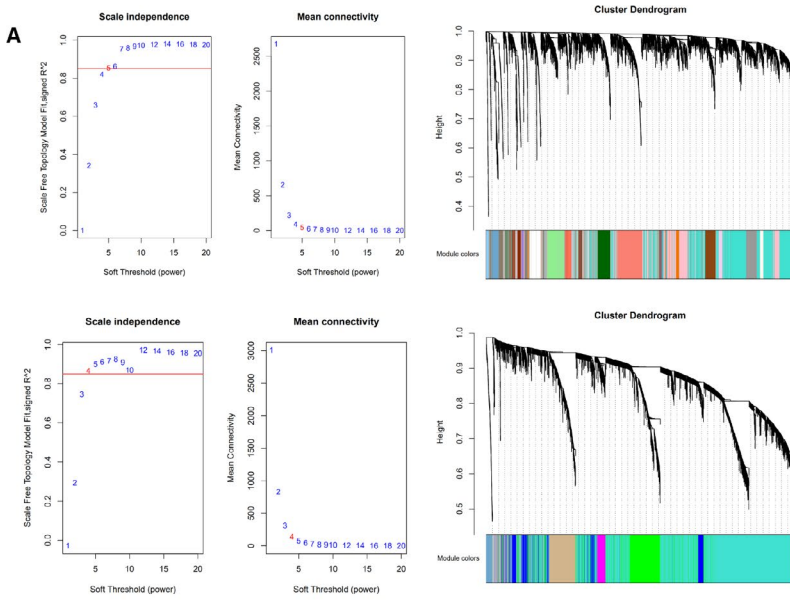 A
Scale independence
Scale Free Topology Model Fit,signed R^2
1.0
0.8
0.6
0.4
0.2
0.0
1 2 3 4 5 6 7 8 9 10 12 14 16 18 20
5 10 15 20
Soft Threshold (power)
Mean connectivity
Mean Connectivity
2500
2000
1500
1000
500
0
1 2 3 4 5 6 7 8 9 10 12 14 16 18 20
5 10 15 20
Soft Threshold (power)
Cluster Dendrogram
Height
1.0
0.9
0.8
0.7
0.6
0.5
0.4
Module colors
Scale independence
Scale Free Topology Model Fit,signed R^2
1.0
0.8
0.6
0.4
0.2
0.0
1 2 3 4 5 6 7 8 9 10 12 14 16 18 20
5 10 15 20
Soft Threshold (power)
Mean connectivity
Mean Connectivity
3000
2500
2000
1500
1000
500
0
1 2 3 4 5 6 7 8 9 10 12 14 16 18 20
5 10 15 20
Soft Threshold (power)
Cluster Dendrogram
Height
1.0
0.9
0.8
0.7
0.6
0.5
Module colors